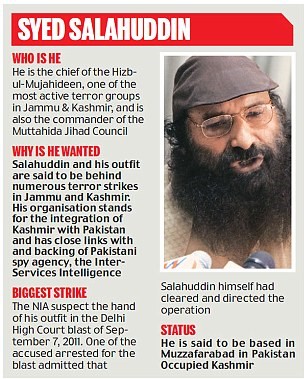 SYED SALAHUDDIN
WHO IS HE
He is the chief of the Hizb-
ul-Mujahideen, one of the
most active terror groups
in Jammu & Kashmir, and is
also the commander of the
Muttahida Jihad Council
WHY IS HE WANTED
Salahuddin and his outfit
are said to be behind
numerous terror strikes
in Jammu and Kashmir.
His organisation stands
for the integration of
Kashmir with Pakistan
and has close links with
and backing of Pakistani
spy agency, the Inter-
Services Intelligence
BIGGEST STRIKE
The NIA suspect the hand
of his outfit in the Delhi
High Court blast of Sep-
tember 7, 2011. One of the
accused arrested for the
blast admitted that
Salahuddin himself had
cleared and directed the
operation
STATUS
He is said to be based in
Muzzafarabad in Pakistan
Occupied Kashmir